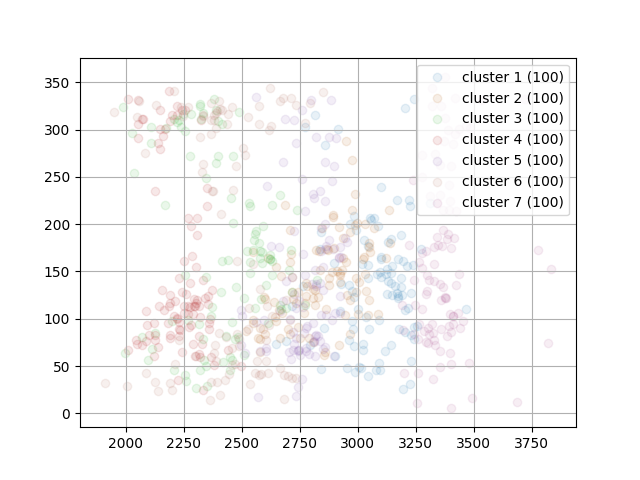 350
300
250
200
150
100
50
0
2000 2250 2500 2750 3000 3250 3500 3750
cluster 1 (100)
cluster 2 (100)
cluster 3 (100)
cluster 4 (100)
cluster 5 (100)
cluster 6 (100)
cluster 7 (100)